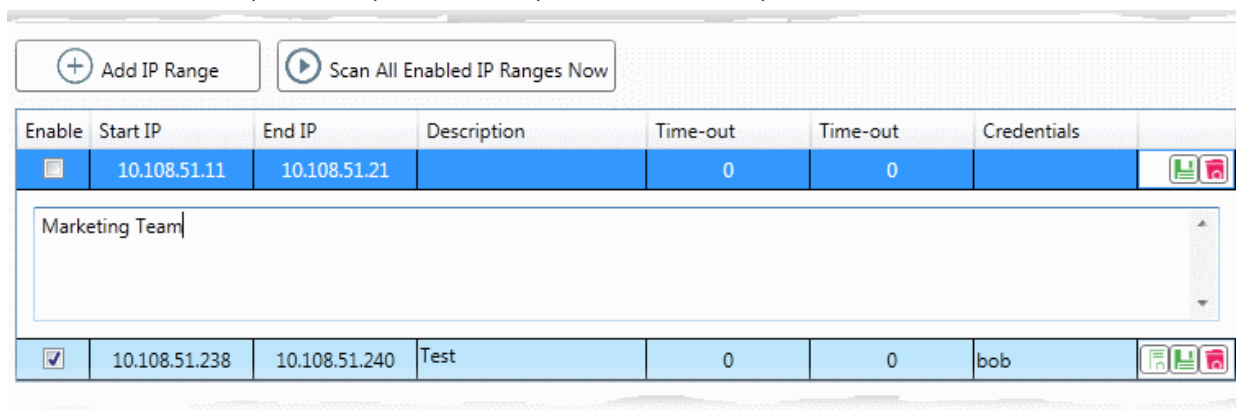 Add IP Range Scan All Enabled IP Ranges Now
Enable Start IP End IP Description Time-out Time-out Credentials
10.108.51.11 10.108.51.21 0 0
Marketing Team
10.108.51.238 10.108.51.240 Test 0 0 bob